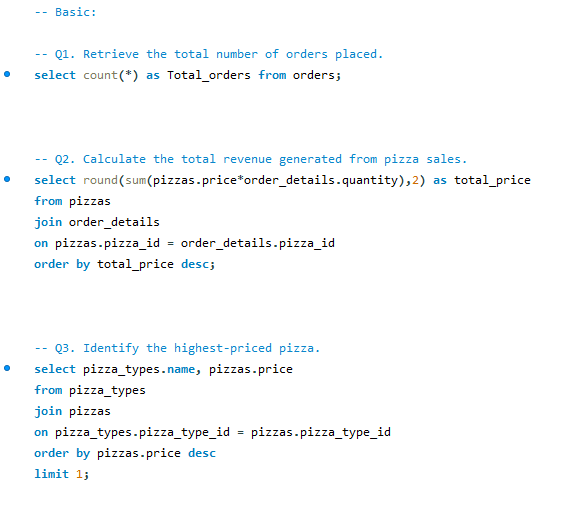 -- Basic:
-- Q1. Retrieve the total number of orders placed.
select count(*) as Total_orders from orders;
-- Q2. Calculate the total revenue generated from pizza sales.
select round(sum(pizzas.price*order_details.quantity),2) as total_price
from pizzas
join order_details
on pizzas.pizza_id = order_details.pizza_id
order by total_price desc;
-- Q3. Identify the highest-priced pizza.
select pizza_types.name, pizzas.price
from pizza_types
join pizzas
on pizza_types.pizza_type_id = pizzas.pizza_type_id
order by pizzas.price desc
limit 1;